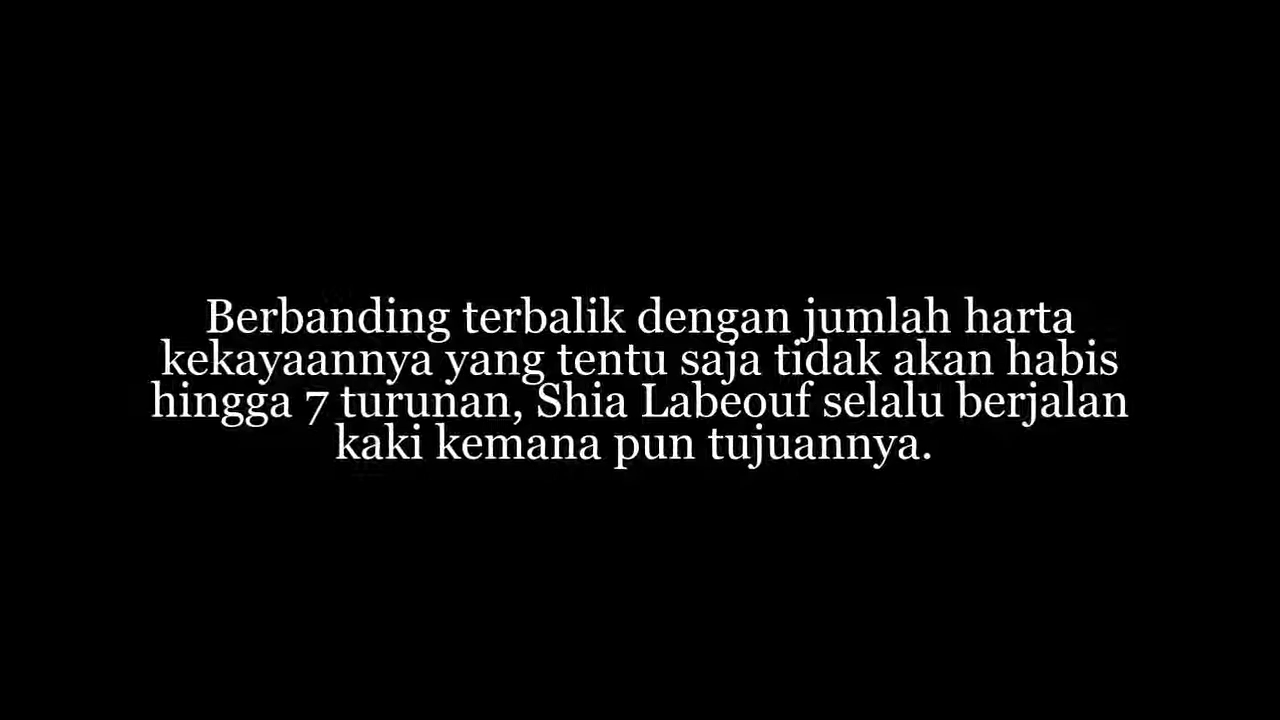 Berbanding terbalik dengan jumlah harta
kekayaannya yang tentu saja tidak akan habis
hingga 7 turunan, Shia Labeouf selalu berjalan
kaki kemana pun tujuannya.